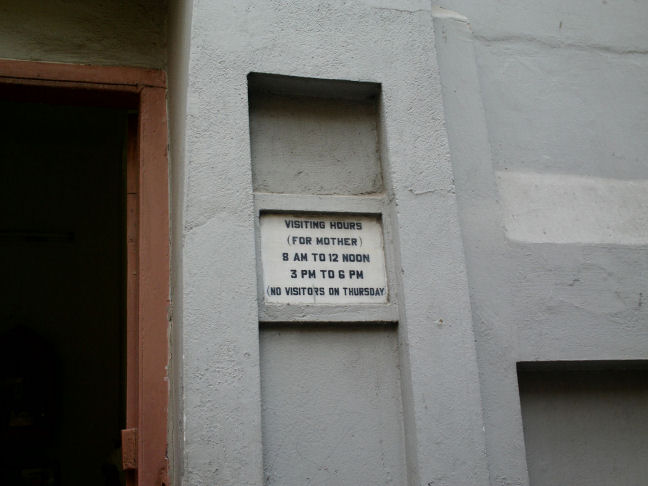 VISITING HOURS
(FOR MOTHER)
8 AM TO 12 NOON
3 PM TO 6 PM
(NO VISITORS ON THURSDAY